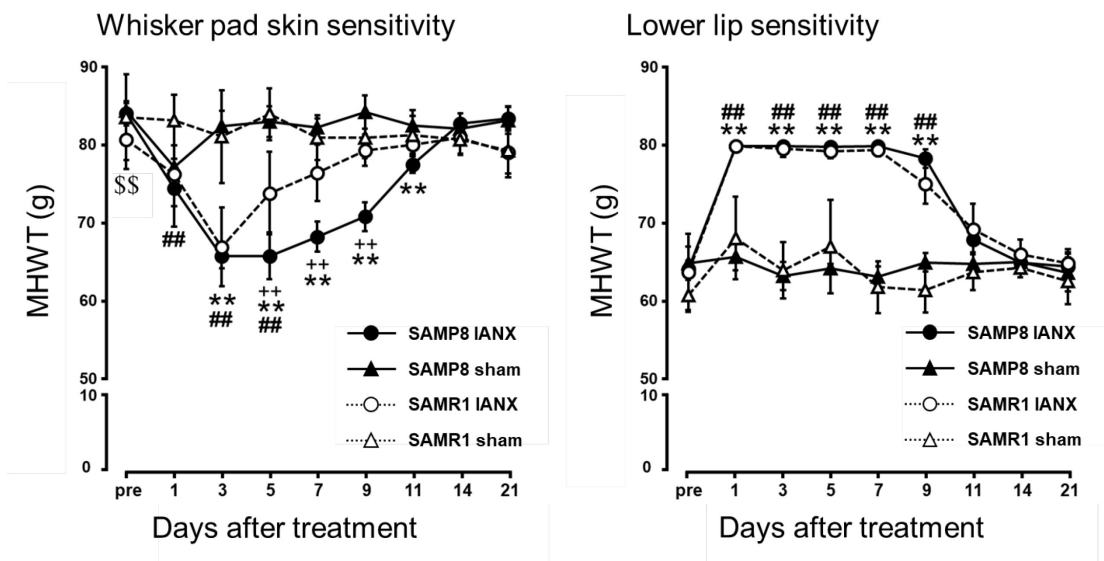 Whisker pad skin sensitivity
MHWT (g)
90
80
70
60
50
10
0
$$
##
**
##
++
**
##
++
**
++
**
**
SAMP8 IANX
SAMP8 sham
SAMR1 IANX
SAMR1 sham
pre 1 3 5 7 9 11 14 21
Days after treatment
Lower lip sensitivity
MHWT (g)
90
80
70
60
50
10
0
## ## ## ## ##
** ** ** ** **
SAMP8 IANX
SAMP8 sham
SAMR1 IANX
SAMR1 sham
pre 1 3 5 7 9 11 14 21
Days after treatment